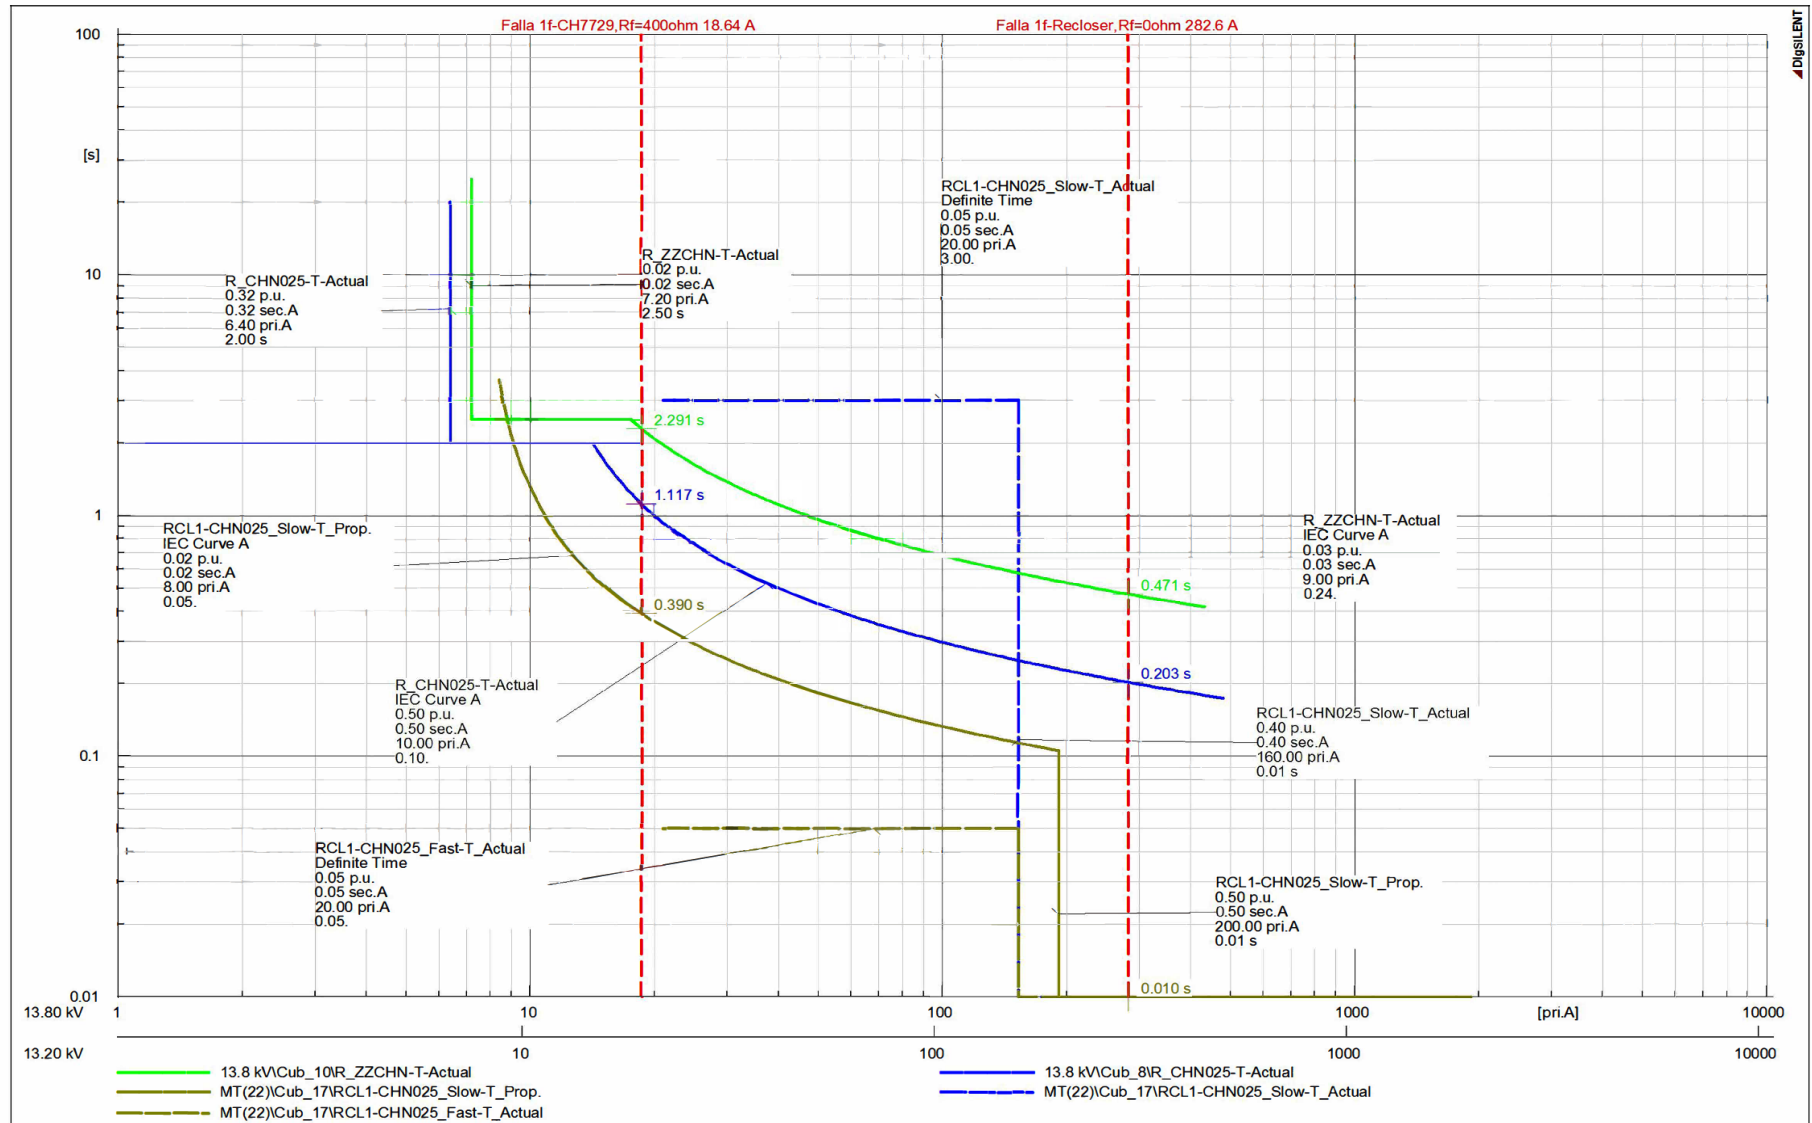 Falla 1f-CH7729,Rf=400ohm 18.64 A
Falla 1f-Recloser,Rf=0ohm 282.6 A
DIgSILENT
100
[s]
RCL1-CHN025_Slow-T_Actual
Definite Time
0.05 p.u.
0.05 sec.A
20.00 pri.A
3.00.
R_ZZCHN-T-Actual
0.02 p.u.
0.02 sec.A
7.20 pri.A
2.50 s
10
R_CHN025-T-Actual
0.32 p.u.
0.32 sec.A
6.40 pri.A
2.00 s
2.291 s
1.117 s
1
RCL1-CHN025_Slow-T_Prop.
IEC Curve A
0.02 p.u.
0.02 sec.A
8.00 pri.A
0.05.
R_ZZCHN-T-Actual
IEC Curve A
0.03 p.u.
0.03 sec.A
9.00 pri.A
0.24.
0.471 s
0.390 s
0.203 s
R_CHN025-T-Actual
IEC Curve A
0.50 p.u.
0.50 sec.A
10.00 pri.A
0.10.
RCL1-CHN025_Slow-T_Actual
0.40 p.u.
0.40 sec.A
160.00 pri.A
0.01 s
0.1
RCL1-CHN025_Fast-T_Actual
Definite Time
0.05 p.u.
0.05 sec.A
20.00 pri.A
0.05.
RCL1-CHN025_Slow-T_Prop.
0.50 p.u.
0.50 sec.A
200.00 pri.A
0.01 s
0.010 s
0.01
13.80 kV 1 10 100 1000 [pri.A] 10000
13.20 kV 10 100 1000 10000
13.8 kV\Cub_10\R_ZZCHN-T-Actual
MT(22)\Cub_17\RCL1-CHN025_Slow-T_Prop.
MT(22)\Cub_17\RCL1-CHN025_Fast-T_Actual
13.8 kV\Cub_8\R_CHN025-T-Actual
MT(22)\Cub_17\RCL1-CHN025_Slow-T_Actual